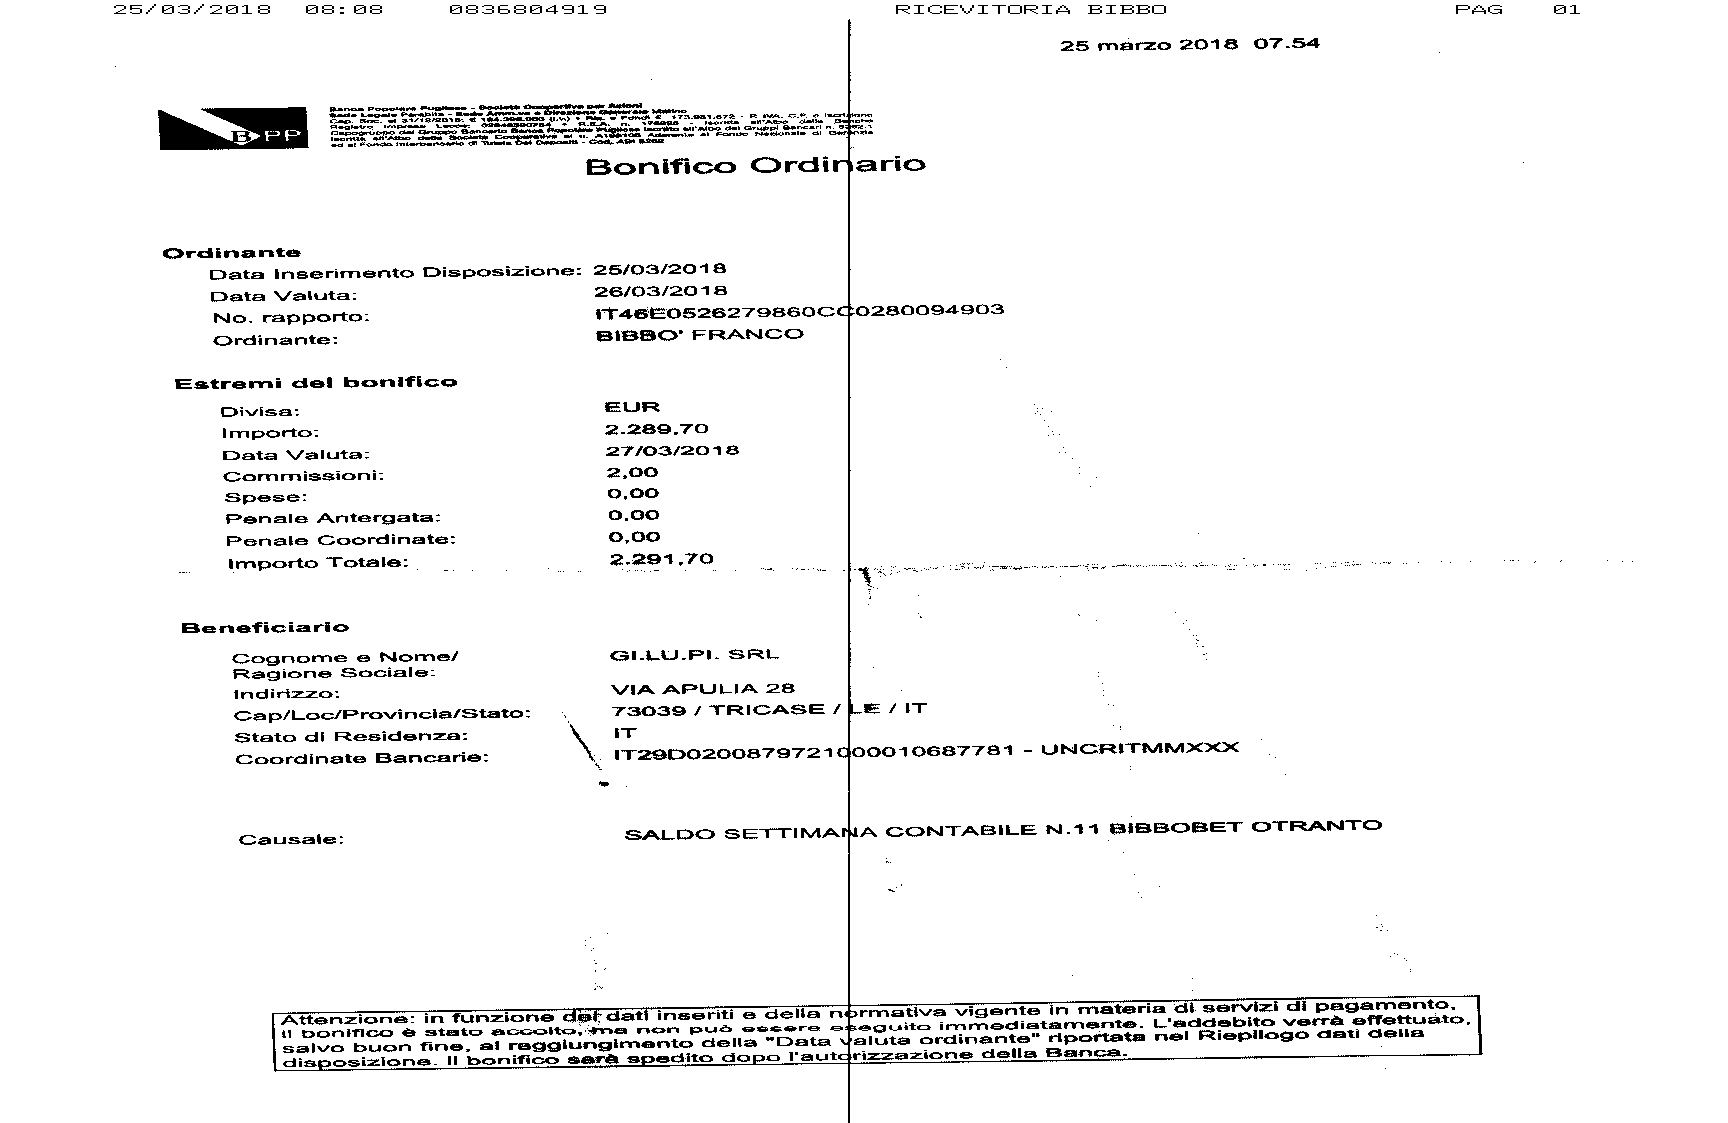 25/03/2018 08:08 0836804919 RICEVITORIA BIBBO PAG 01
25 marzo 2018 07.54
BPP
Banca Popolare Pugliese - Società Cooperativa per Azioni
Sede Legale Parabita - Sede Amm.va e Direzione Generale Matino
Bonifico Ordinario
Ordinante
Data Inserimento Disposizione: 25/03/2018
Data Valuta: 26/03/2018
No. rapporto: IT46E0526279860CC0280094903
Ordinante: BIBBO' FRANCO
Estremi del bonifico
Divisa: EUR
Importo: 2.289,70
Data Valuta: 27/03/2018
Commissioni: 2,00
Spese: 0,00
Penale Antergata: 0,00
Penale Coordinate: 0,00
Importo Totale: 2.291,70
Beneficiario
Cognome e Nome/ GI.LU.PI. SRL
Ragione Sociale:
Indirizzo: VIA APULIA 28
Cap/Loc/Provincia/Stato: 73039 / TRICASE / LE / IT
Stato di Residenza: IT
Coordinate Bancarie: IT29D0200879721000010687781 - UNCRITMMXXX
Causale: SALDO SETTIMANA CONTABILE N.11 BIBBOBET OTRANTO
Attenzione: in funzione dei dati inseriti e della normativa vigente in materia di servizi di pagamento,
il bonifico è stato accolto, ma non può essere eseguito immediatamente. L'addebito verrà effettuato,
salvo buon fine, al raggiungimento della "Data valuta ordinante" riportata nel Riepilogo dati della
disposizione. Il bonifico sarà spedito dopo l'autorizzazione della Banca.